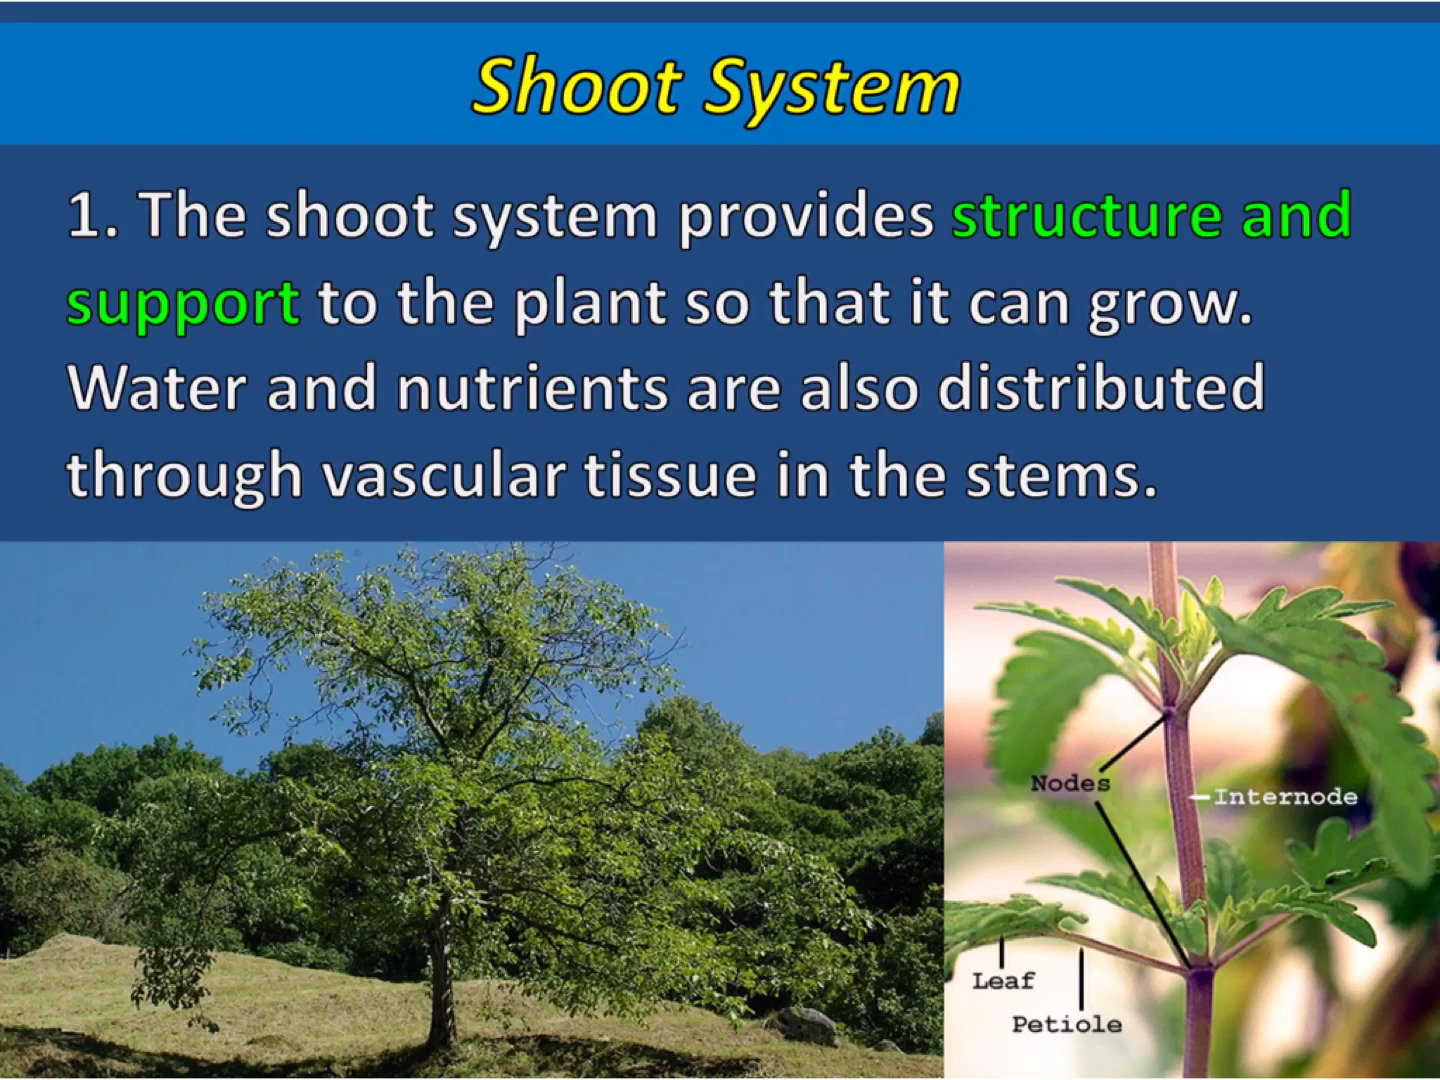 Shoot System
1. The shoot system provides structure and
support to the plant so that it can grow.
Water and nutrients are also distributed
through vascular tissue in the stems.
Nodes
Internode
Leaf
Petiole